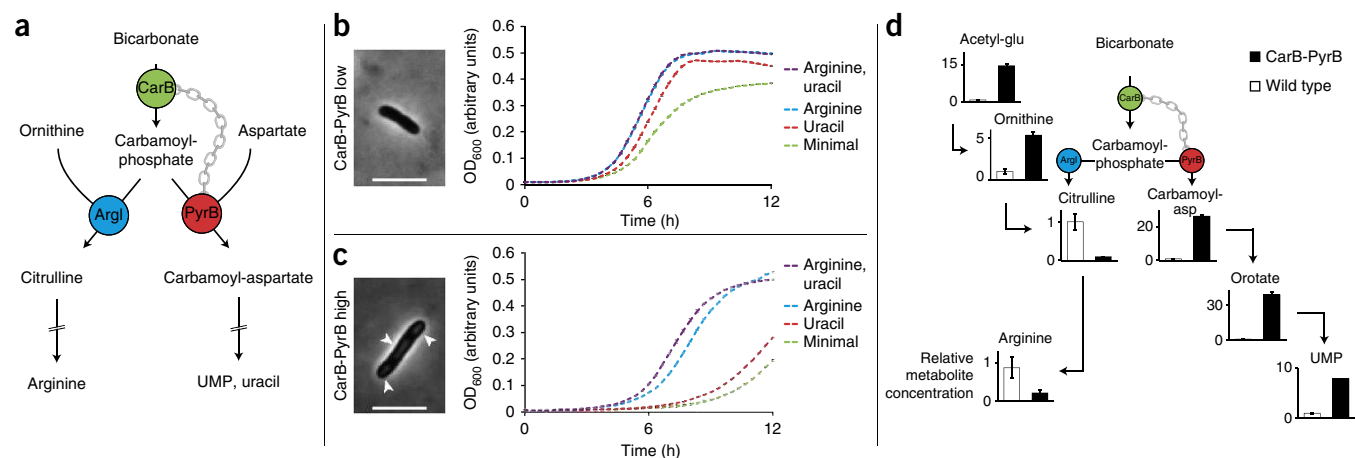 a
Bicarbonate
CarB
Ornithine
Aspartate
Carbamoyl-
phosphate
ArgI
PyrB
Citrulline
Carbamoyl-aspartate
Arginine
UMP, uracil
b
CarB-PyrB low
OD600 (arbitrary units)
0.6
0.5
0.4
0.3
0.2
0.1
0
0
6
12
Time (h)
Arginine,
uracil
Arginine
Uracil
Minimal
c
CarB-PyrB high
OD600 (arbitrary units)
0.6
0.5
0.4
0.3
0.2
0.1
0
0
6
12
Time (h)
Arginine,
uracil
Arginine
Uracil
Minimal
d
Acetyl-glu
15
0
Bicarbonate
CarB-PyrB
Wild type
CarB
Ornithine
5
0
ArgI
Carbamoyl-
phosphate
PyrB
Citrulline
1
0
Carbamoyl-
asp
20
0
Orotate
30
0
Arginine
1
0
Relative
metabolite
concentration
UMP
10
0